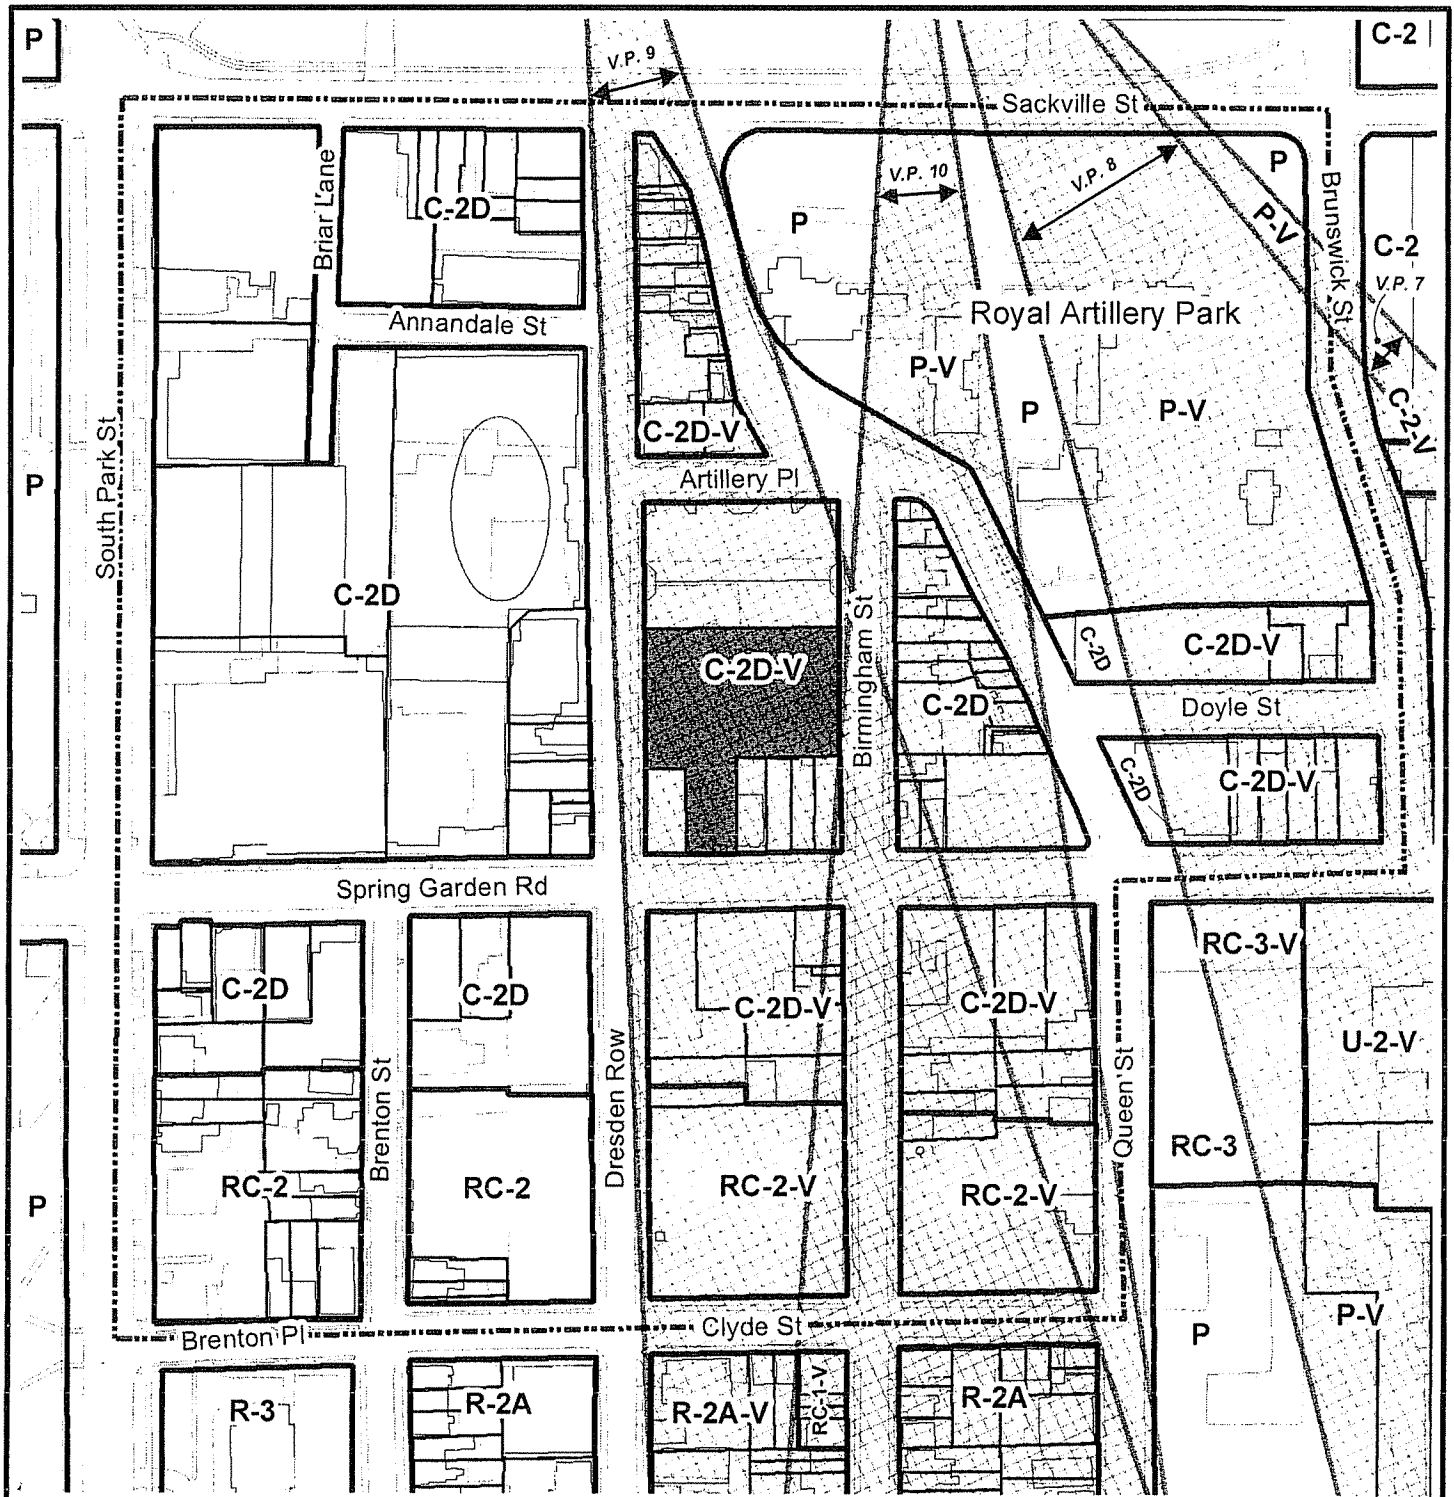 P
C-2
V.P. 9
Sackville St
Briar Lane
C-2D
P
V.P. 10
V.P. 8
P
P-V
Brunswick St
C-2
V.P. 7
Annandale St
Royal Artillery Park
P-V
P
P-V
C-2-V
C-2D-V
P
South Park St
Artillery Pl
C-2D
Birmingham St
C-2D-V
C-2D
C-2D
C-2D-V
Doyle St
C-2D
C-2D-V
Spring Garden Rd
RC-3-V
C-2D
C-2D
C-2D-V
C-2D-V
U-2-V
Brenton St
Dresden Row
Queen St
RC-3
P
RC-2
RC-2
RC-2-V
RC-2-V
Brenton Pl
Clyde St
P
P-V
R-3
R-2A
R-2A-V
RC-1-V
R-2A